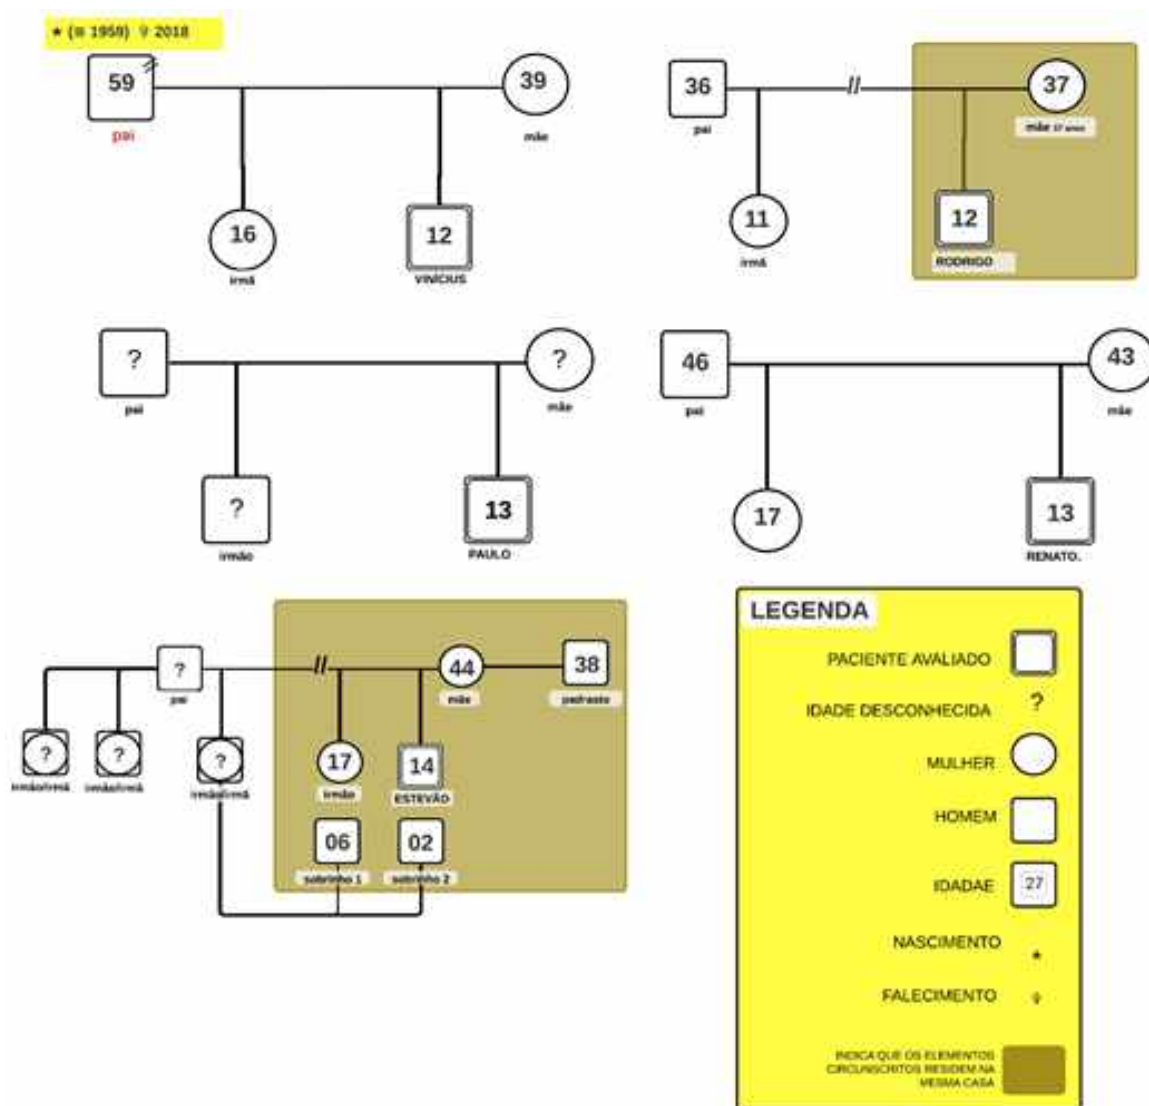 ★ (≅ 1959) ♀ 2018
59
39
pai
mãe
16
12
irmã
VINÍCIUS
36
37
pai
mãe 37 anos
11
12
irmã
RODRIGO
?
?
pai
mãe
?
13
irmão
PAULO
46
43
pai
mãe
17
13
RENATO.
?
44
38
pai
mãe
padrasto
?
?
?
17
14
irmão/irmã
irmão/irmã
irmão/irmã
irmão
ESTEVÃO
06
02
sobrinho 1
sobrinho 2
LEGENDA
PACIENTE AVALIADO
IDADE DESCONHECIDA ?
MULHER
HOMEM
IDADAE 27
NASCIMENTO ★
FALECIMENTO ♀
INDICA QUE OS ELEMENTOS
CIRCUNSCRITOS RESIDEM NA
MESMA CASA